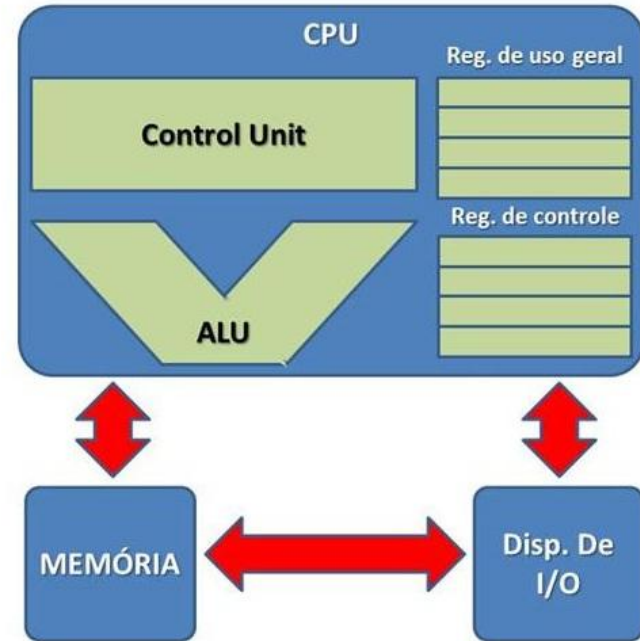 CPU
Reg. de uso geral
Control Unit
Reg. de controle
ALU
MEMÓRIA
Disp. De
I/O